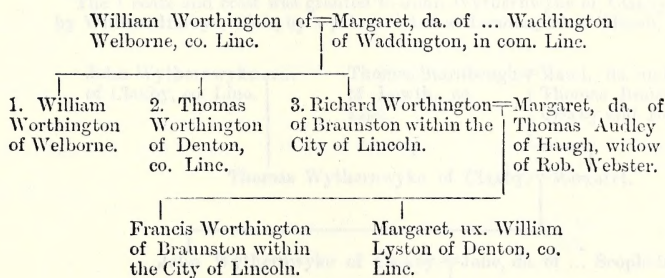 William Worthington of Margaret, da. of ... Waddington
Welborne, co. Linc. of Waddington, in com. Linc.
1. William
Worthington
of Welborne.
2. Thomas
Worthington
of Denton,
co. Linc.
3. Richard Worthington
of Braunston within the
City of Lincoln.
Margaret, da. of
Thomas Audley
of Haugh, widow
of Rob. Webster.
Francis Worthington
of Braunston within
the City of Lincoln.
Margaret, ux. William
Lyston of Denton, co.
Linc.